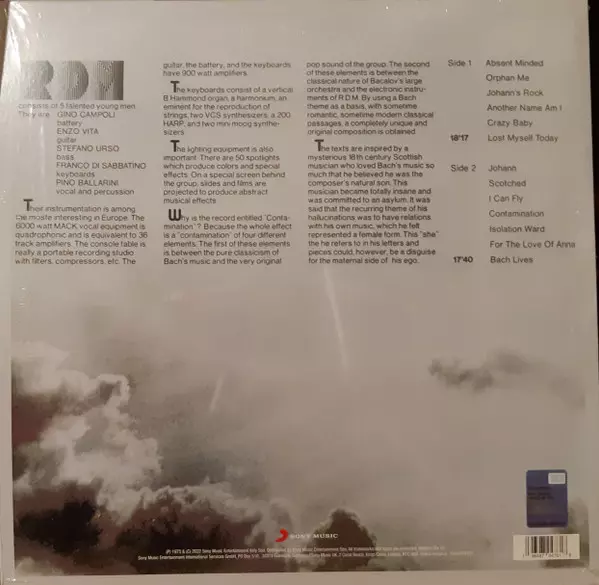 RDM
consists of 5 talented young men.
They are GINO CAMPOLI
battery
ENZO VITA
guitar
STEFANO URSO
bass
FRANCO DI SABBATINO
keyboards
PINO BALLARINI
vocal and percussion
Their instrumentation is among
the moste interesting in Europe. The
6000 watt MACK vocal equipment is
quadrophonic and is equivalent to 36
track amplifiers. The console table is
really a portable recording studio
with filters, compressors, etc. The
guitar, the battery, and the keyboards
have 900 watt amplifiers.
The keyboards consist of a vertical
B Hammond organ, a harmonium, an
eminent for the reproduction of
strings, two VCS synthesizers, a 200
HARP, and two mini moog synthe-
sizers
The lighting equipment is also
important. There are 50 spotlights
which produce colors and special
effects. On a special screen behind
the group, slides and films are
projected to produce abstract
musical effects
Why is the record entitled "Conta-
mination"? Because the whole effect
is a "contamination" of four different
elements. The first of these elements
is between the pure classicism of
Bach's music and the very original
pop sound of the group. The second
of these elements is between the
classical nature of Bacalov's large
orchestra and the electronic instru-
ments of R.D.M. By using a Bach
theme as a basis, with sometime
romantic, sometime modern classical
passages, a completely unique and
original composition is obtained
The texts are inspired by a
mysterious 18th century Scottish
musician who loved Bach's music so
much that he believed he was the
composer's natural son. This
musician became totally insane and
was committed to an asylum. It was
said that the recurring theme of his
hallucinations was to have relations
with his own music, which he felt
represented a female form. This "she"
the he refers to in his letters and
pieces could, however, be a disguise
for the maternal side of his ego.
Side 1 Absent Minded
Orphan Me
Johann's Rock
Another Name Am I
Crazy Baby
18'17 Lost Myself Today
Side 2 Johann
Scotched
I Can Fly
Contamination
Isolation Ward
For The Love Of Anna
17'40 Bach Lives
SONY MUSIC